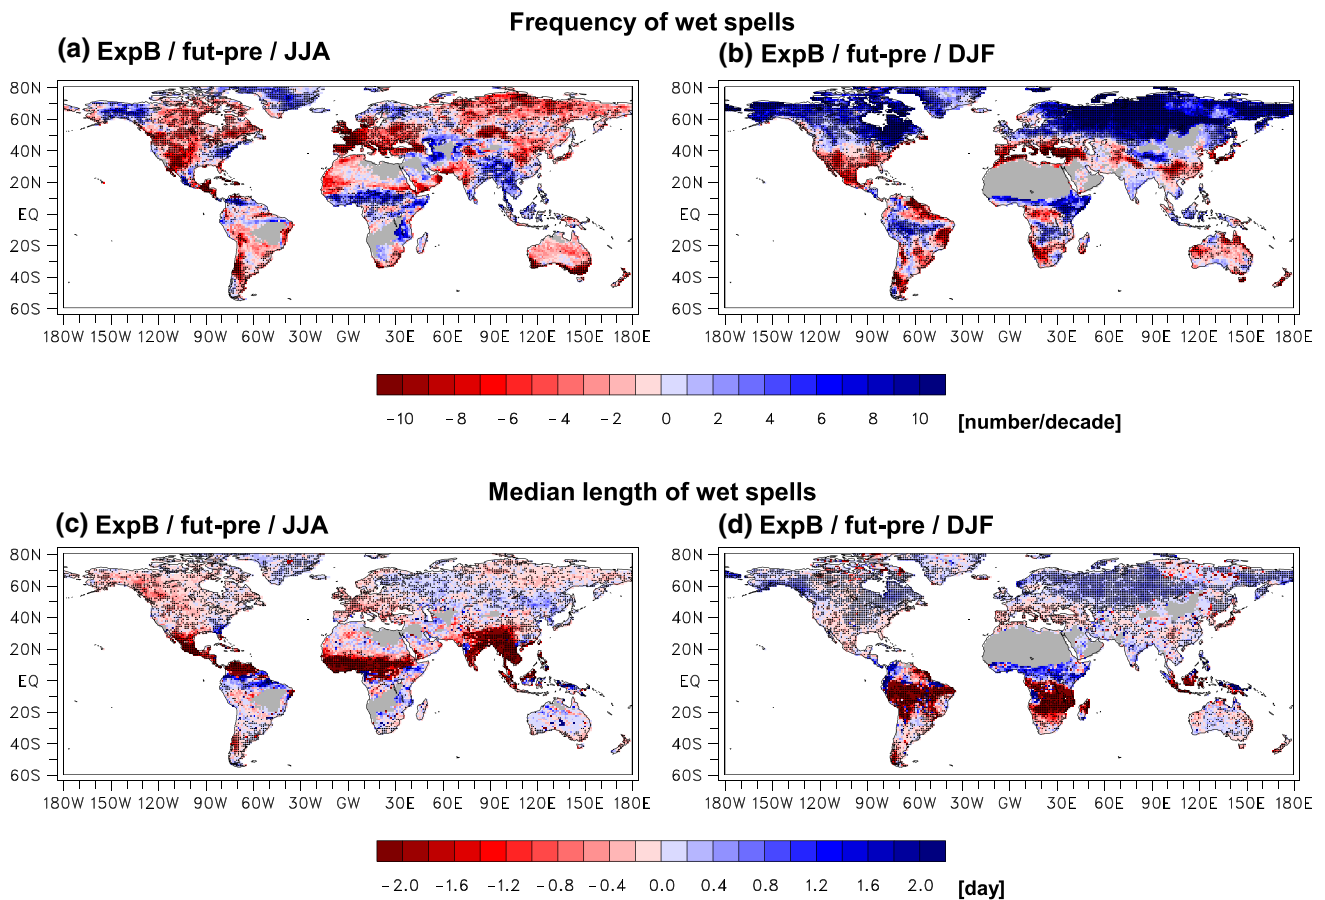 Frequency of wet spells
(a) ExpB / fut-pre / JJA
(b) ExpB / fut-pre / DJF
80N
60N
40N
20N
EQ
20S
40S
60S
180W 150W 120W 90W 60W 30W GW 30E 60E 90E 120E 150E 180E
80N
60N
40N
20N
EQ
20S
40S
60S
180W 150W 120W 90W 60W 30W GW 30E 60E 90E 120E 150E 180E
-10 -8 -6 -4 -2 0 2 4 6 8 10
[number/decade]
Median length of wet spells
(c) ExpB / fut-pre / JJA
(d) ExpB / fut-pre / DJF
80N
60N
40N
20N
EQ
20S
40S
60S
180W 150W 120W 90W 60W 30W GW 30E 60E 90E 120E 150E 180E
80N
60N
40N
20N
EQ
20S
40S
60S
180W 150W 120W 90W 60W 30W GW 30E 60E 90E 120E 150E 180E
-2.0 -1.6 -1.2 -0.8 -0.4 0.0 0.4 0.8 1.2 1.6 2.0
[day]